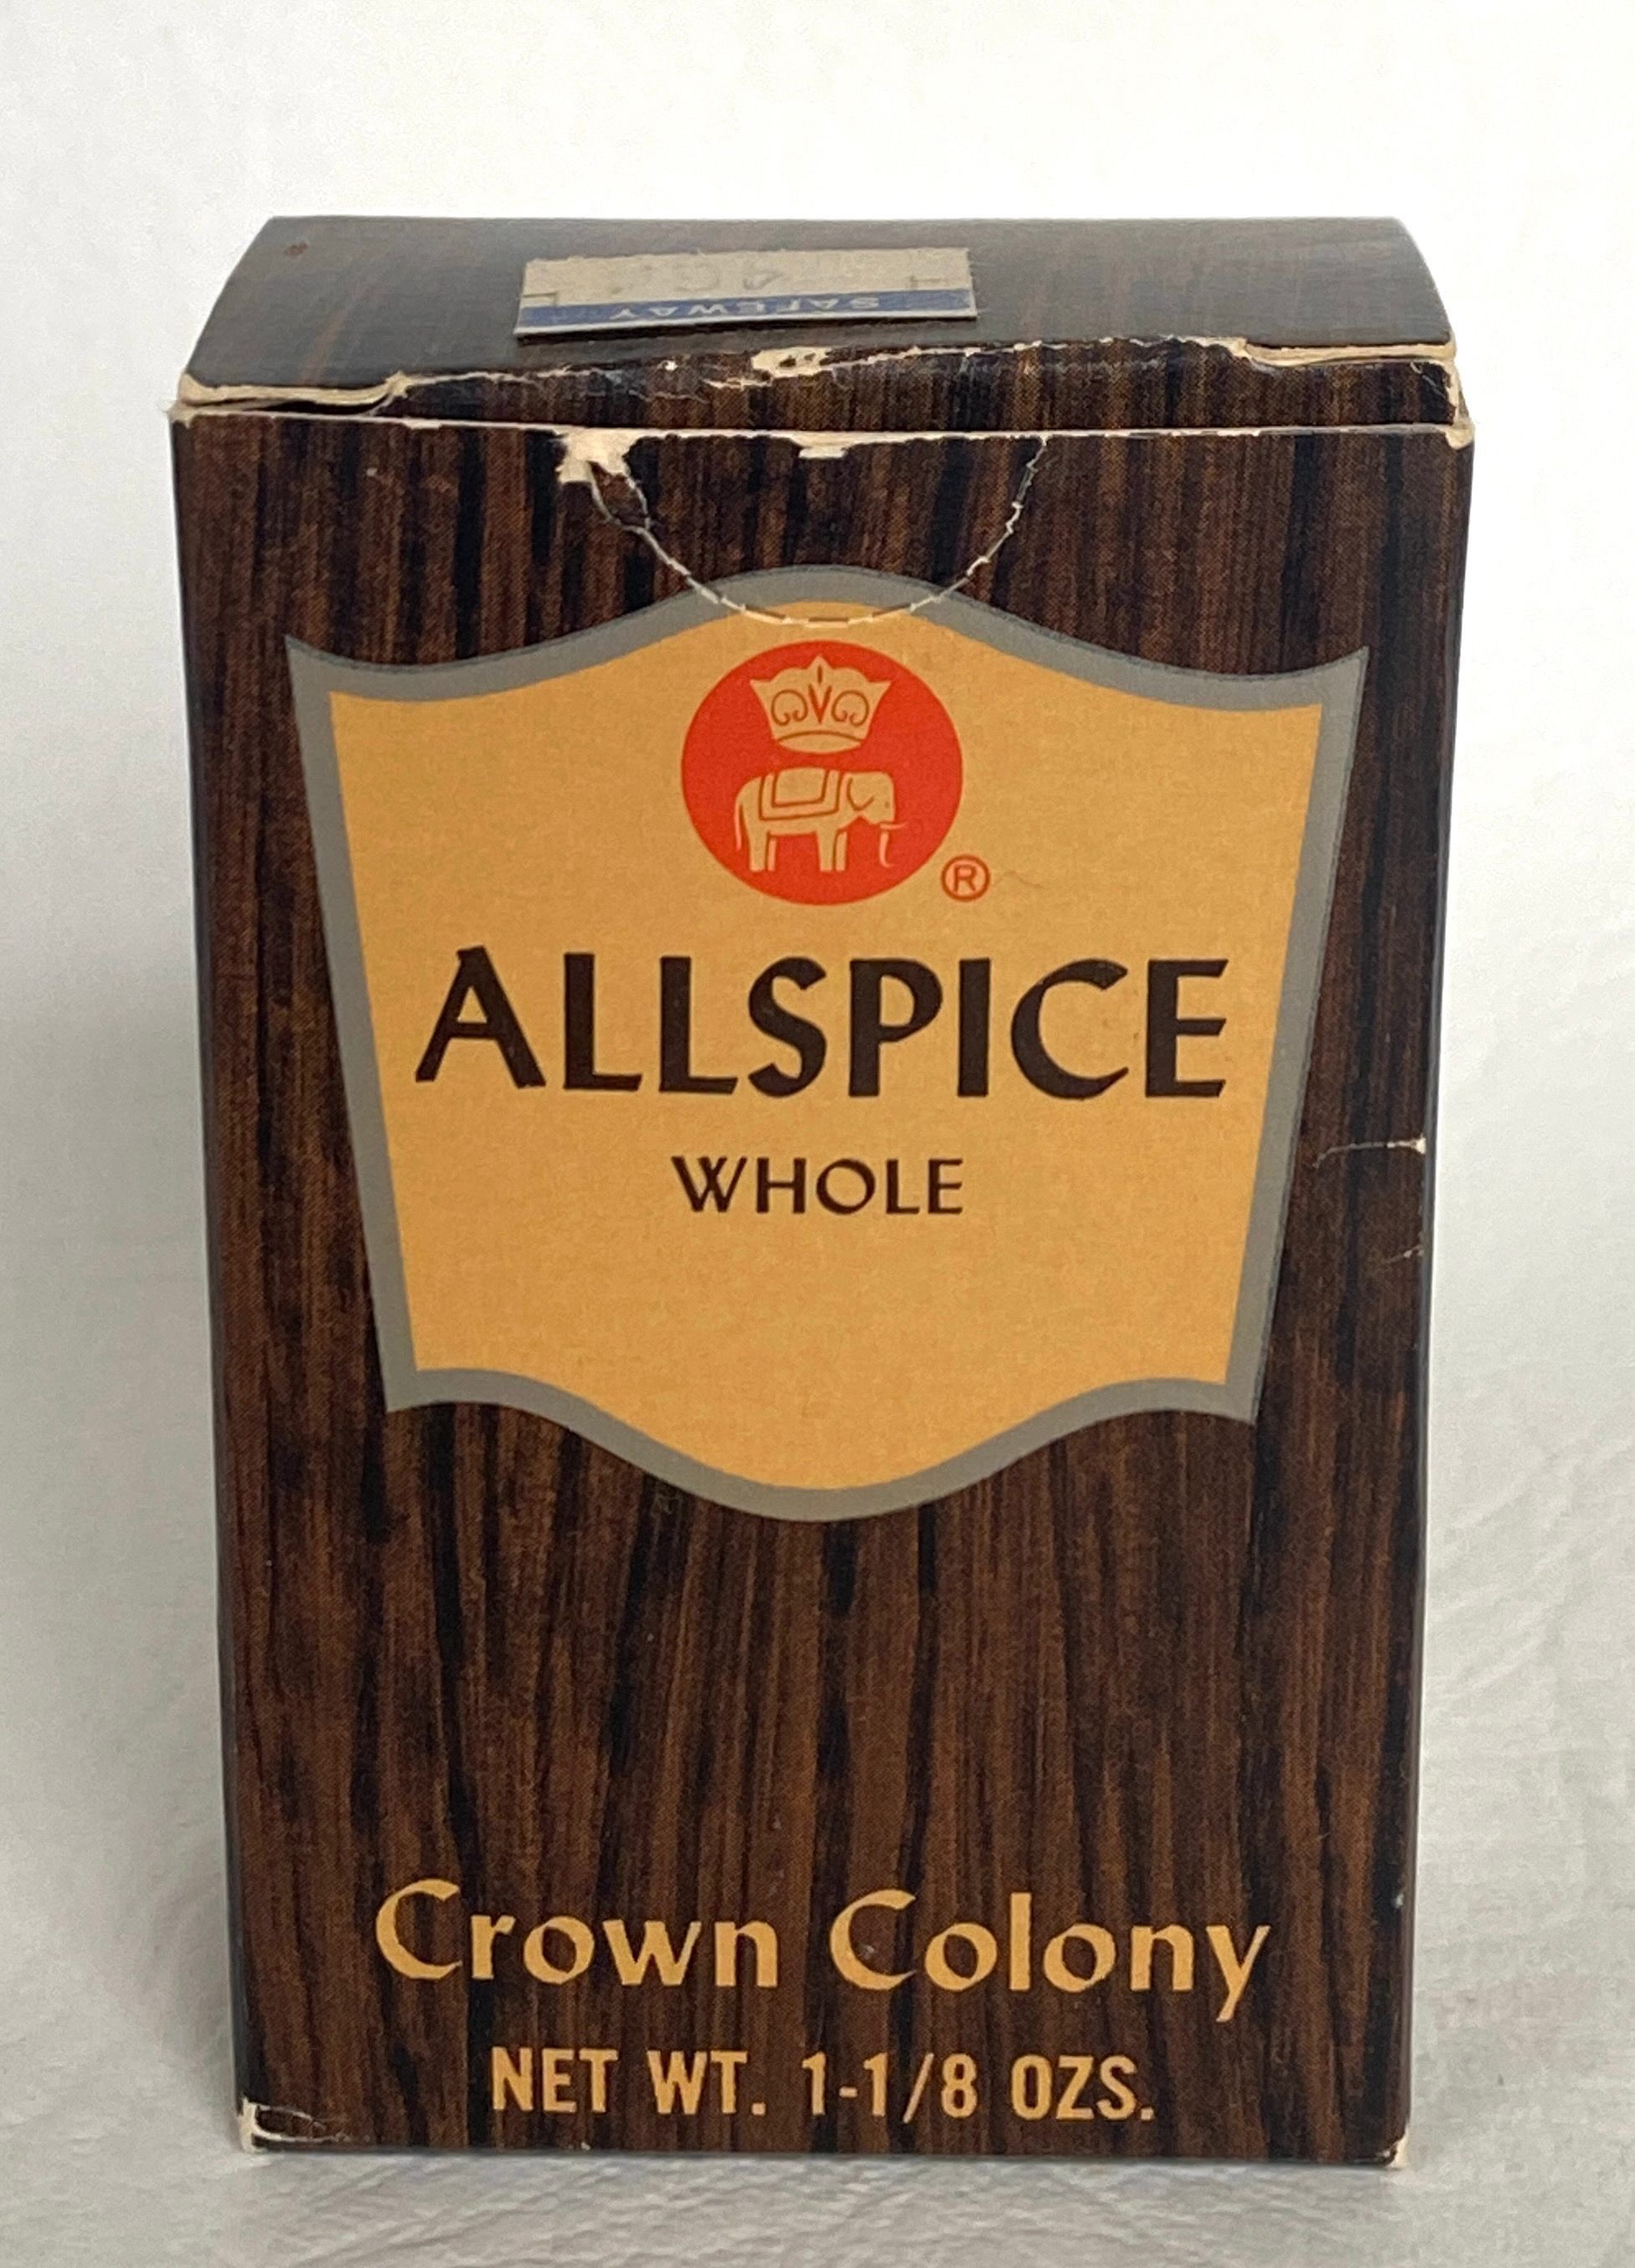 SAFEWAY
®
ALLSPICE
WHOLE
Crown Colony
NET WT. 1-1/8 OZS.